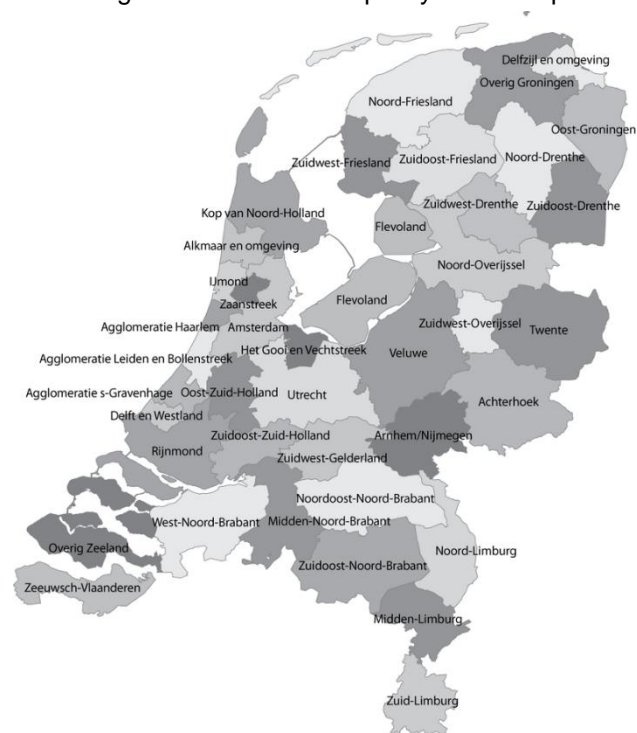 Delfzijl en omgeving
Overig Groningen
Noord-Friesland
Oost-Groningen
Zuidwest-Friesland
Zuidoost-Friesland
Noord-Drenthe
Zuidwest-Drenthe
Zuidoost-Drenthe
Kop van Noord-Holland
Flevoland
Alkmaar en omgeving
Noord-Overijssel
IJmond
Zaanstreek
Flevoland
Agglomeratie Haarlem
Amsterdam
Zuidwest-Overijssel
Twente
Het Gooi en Vechtstreek
Veluwe
Agglomeratie Leiden en Bollenstreek
Agglomeratie s-Gravenhage
Oost-Zuid-Holland
Utrecht
Achterhoek
Delft en Westland
Zuidoost-Zuid-Holland
Arnhem/Nijmegen
Rijnmond
Zuidwest-Gelderland
Noordoost-Noord-Brabant
West-Noord-Brabant
Midden-Noord-Brabant
Overig Zeeland
Noord-Limburg
Zuidoost-Noord-Brabant
Zeeuwsch-Vlaanderen
Midden-Limburg
Zuid-Limburg